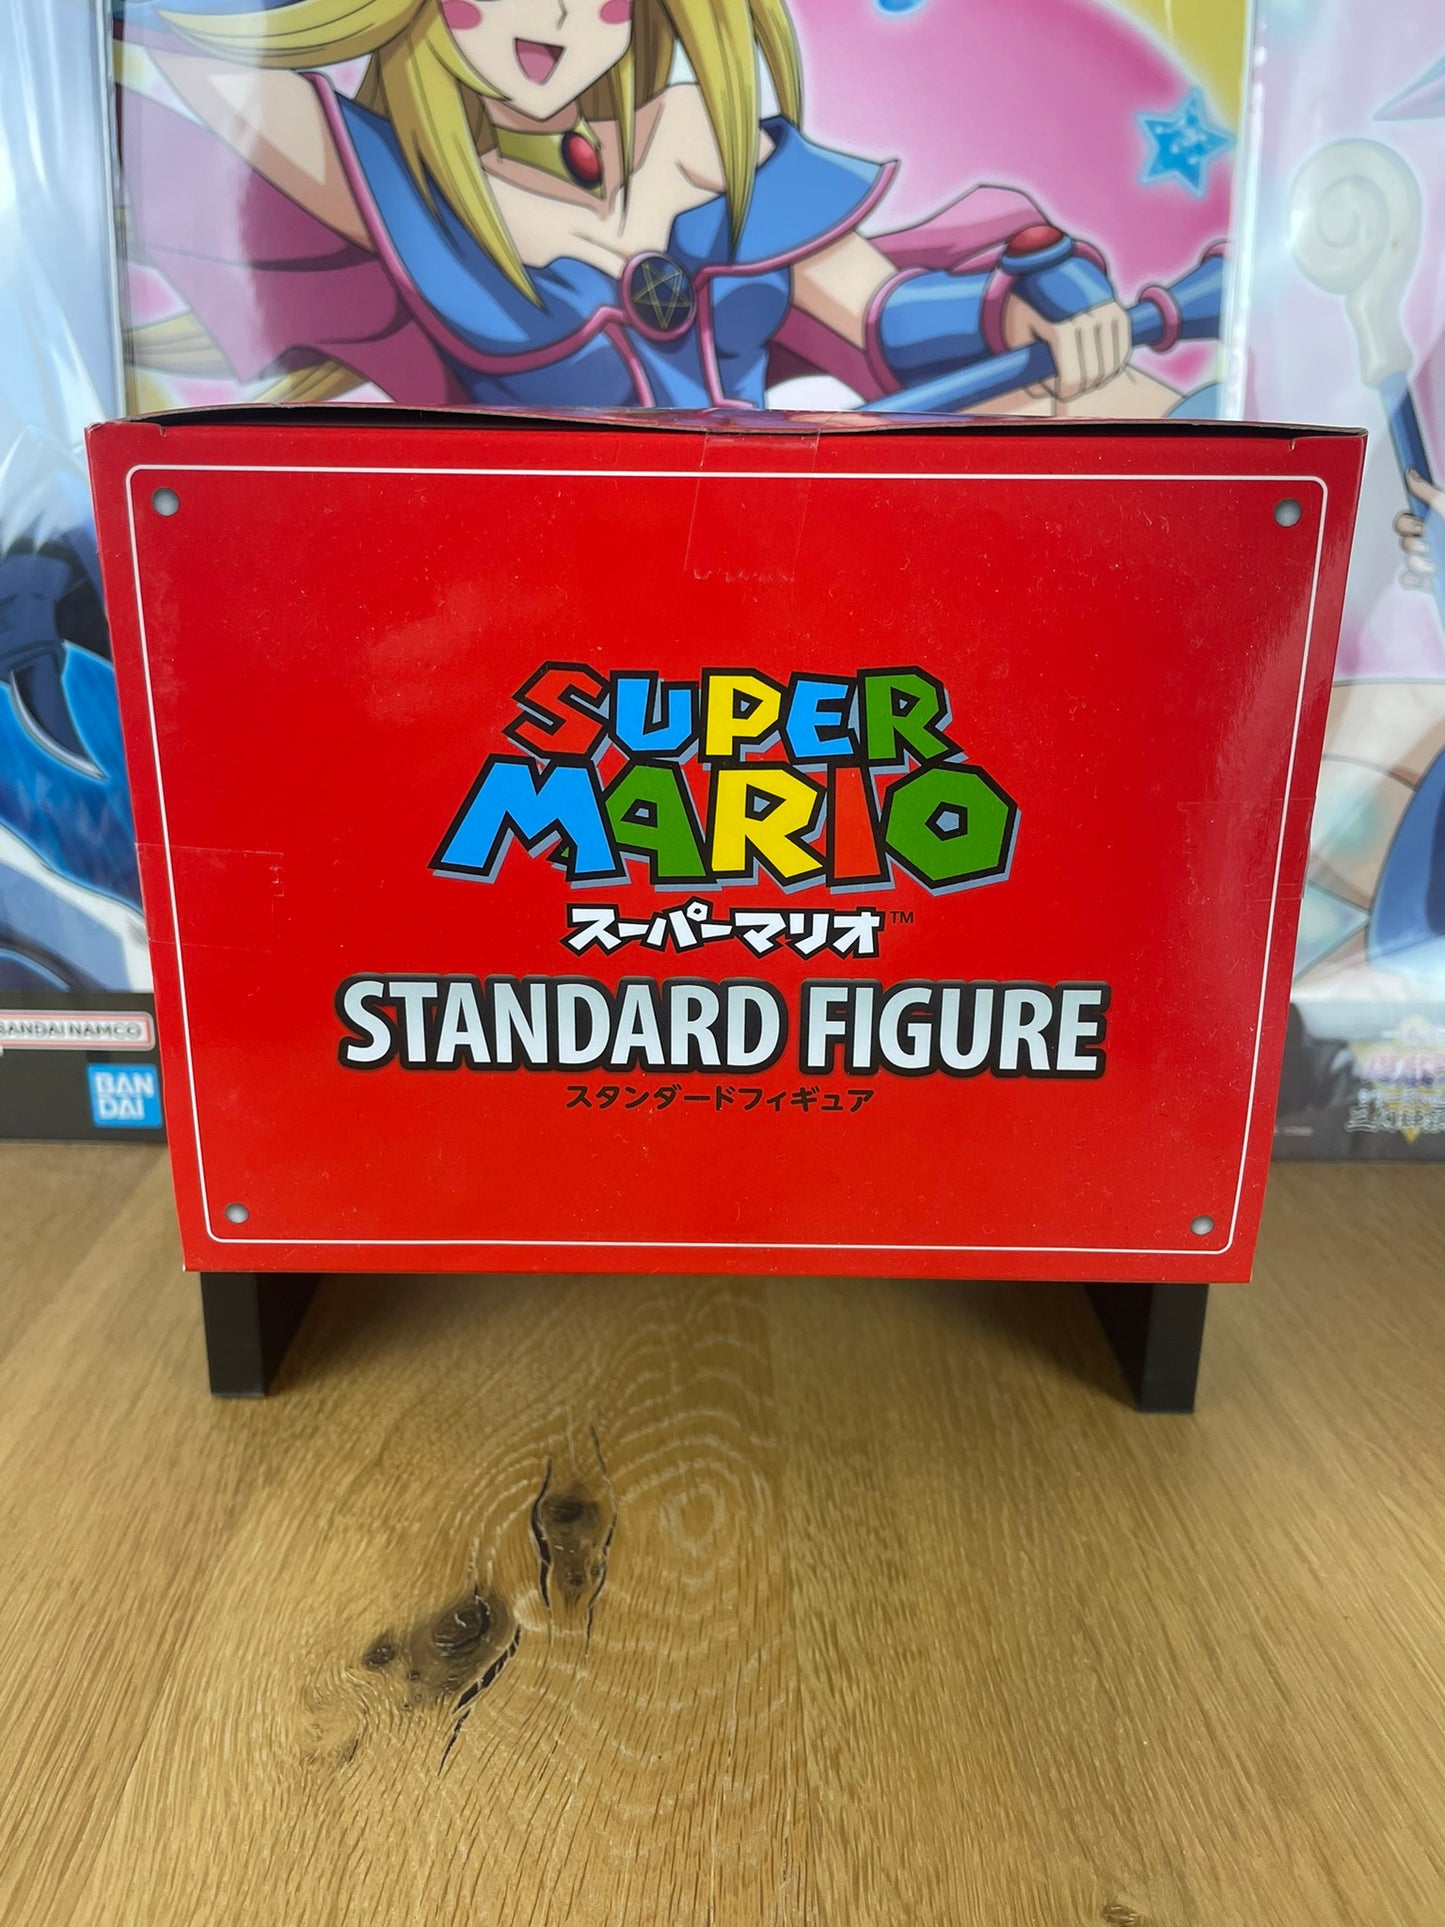 SUPER
MARIO
スーパーマリオ™
STANDARD FIGURE
スタンダードフィギュア
BANDAI NAMCO
BAN
DAI